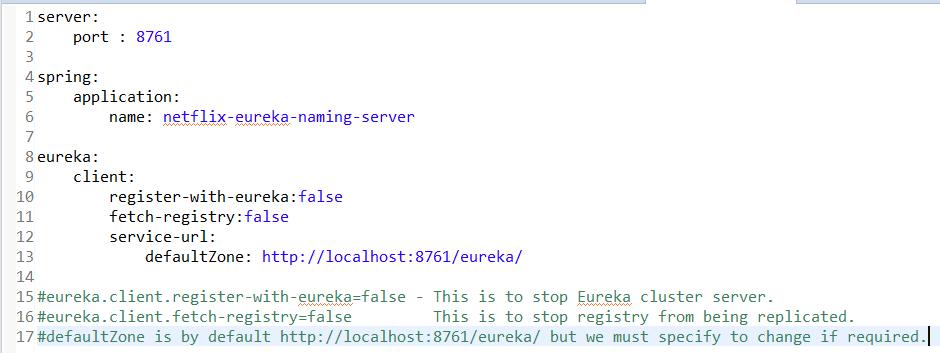 1 server:
2     port : 8761
3
4 spring:
5     application:
6         name: netflix-eureka-naming-server
7
8 eureka:
9     client:
10         register-with-eureka:false
11         fetch-registry:false
12         service-url:
13             defaultZone: http://localhost:8761/eureka/
14
15 #eureka.client.register-with-eureka=false - This is to stop Eureka cluster server.
16 #eureka.client.fetch-registry=false         This is to stop registry from being replicated.
17 #defaultZone is by default http://localhost:8761/eureka/ but we must specify to change if required.